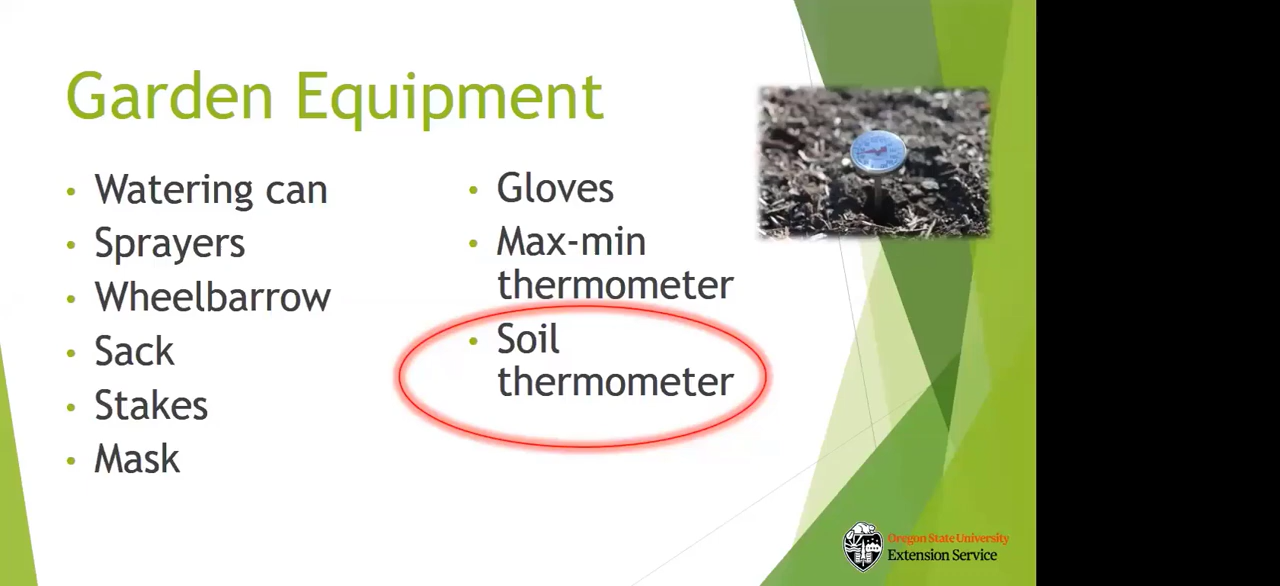 Garden Equipment
Watering can
Sprayers
Wheelbarrow
Sack
Stakes
Mask
Gloves
Max-min
thermometer
Soil
thermometer
Oregon State University
Extension Service